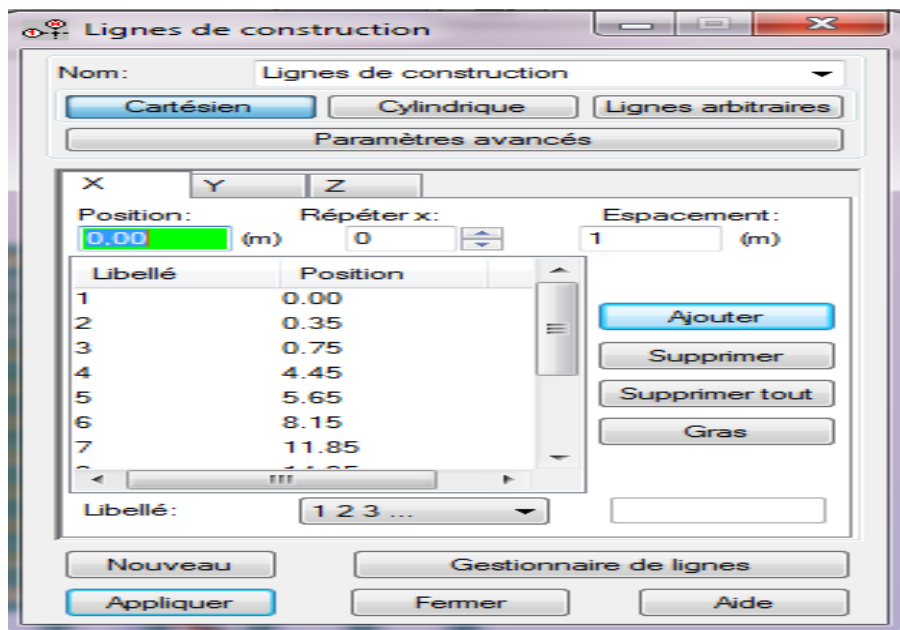 Lignes de construction
Nom: Lignes de construction
Cartésien Cylindrique Lignes arbitraires
Paramètres avancés
X Y Z
Position: Répéter x: Espacement:
0.00 (m) 0 1 (m)
Libellé Position
1 0.00
2 0.35
3 0.75
4 4.45
5 5.65
6 8.15
7 11.85
Ajouter
Supprimer
Supprimer tout
Gras
Libellé: 1 2 3 ...
Nouveau Gestionnaire de lignes
Appliquer Fermer Aide